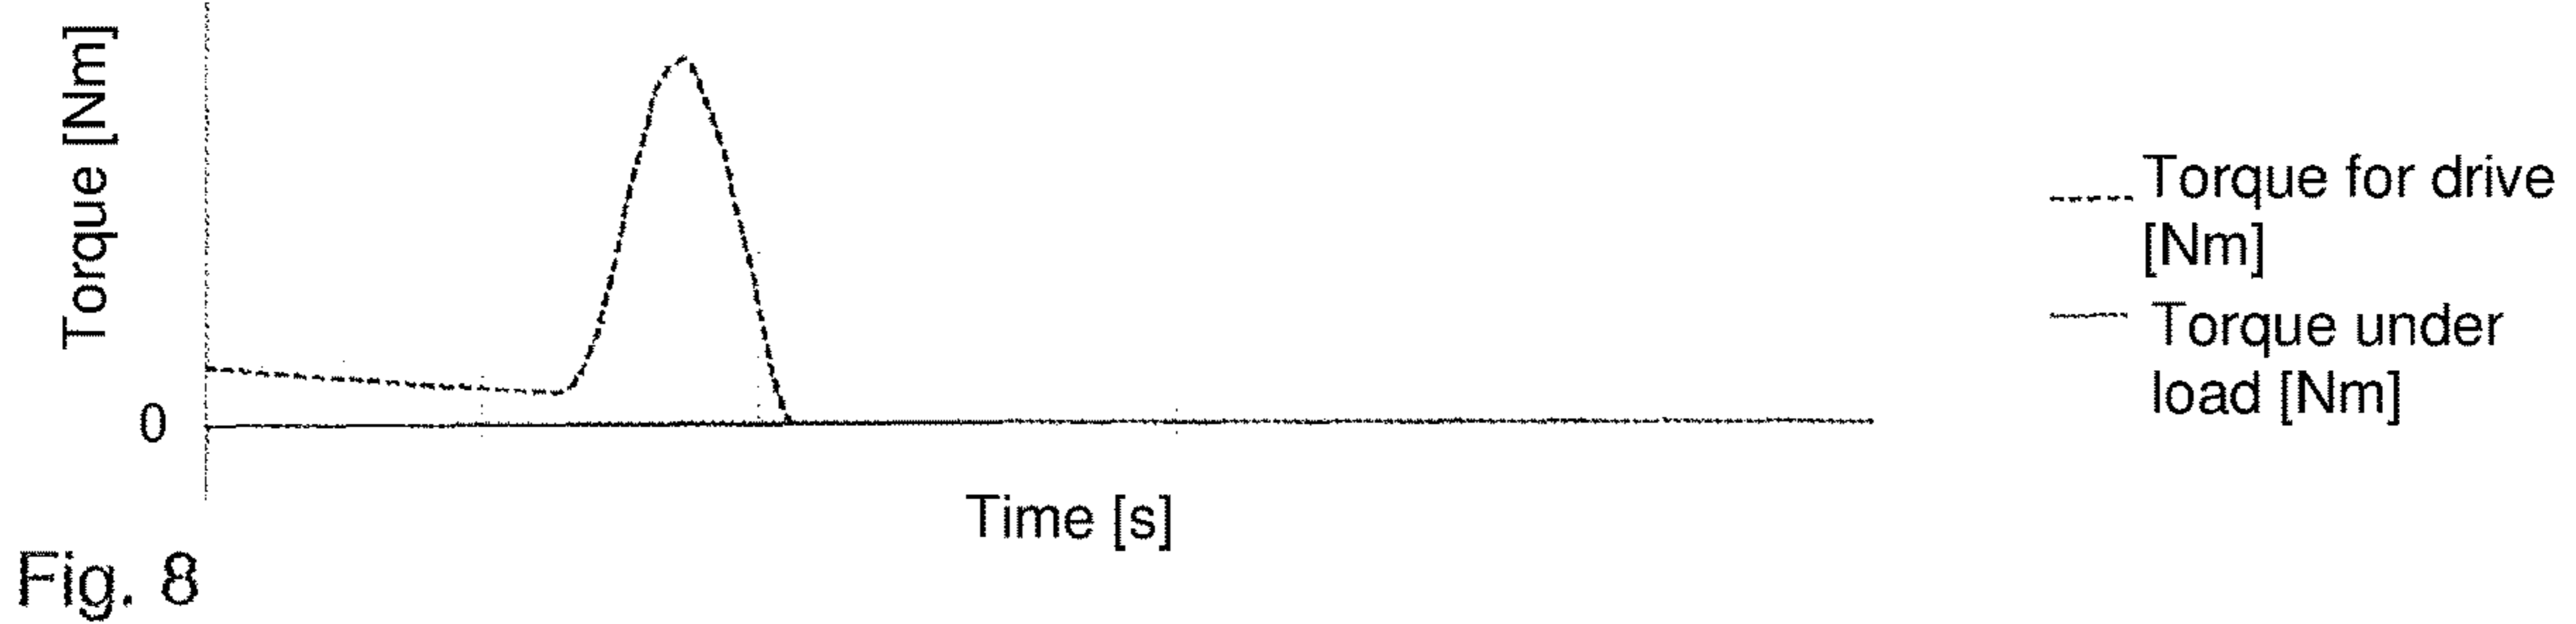 Torque [Nm]
0
Time [s]
Torque for drive
[Nm]
Torque under
load [Nm]
Fig. 8